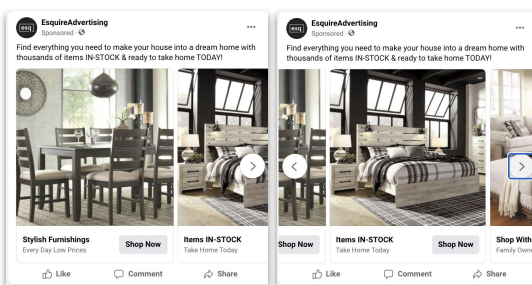 esq
EsquireAdvertising
Sponsored ·
Find everything you need to make your house into a dream home with
thousands of items IN-STOCK & ready to take home TODAY!
Stylish Furnishings
Every Day Low Prices
Shop Now
Items IN-STOCK
Take Home Today
Like
Comment
Share
esq
EsquireAdvertising
Sponsored ·
Find everything you need to make your house into a dream home with
thousands of items IN-STOCK & ready to take home TODAY!
Shop Now
Items IN-STOCK
Take Home Today
Shop Now
Shop With
Family Owne
Like
Comment
Share